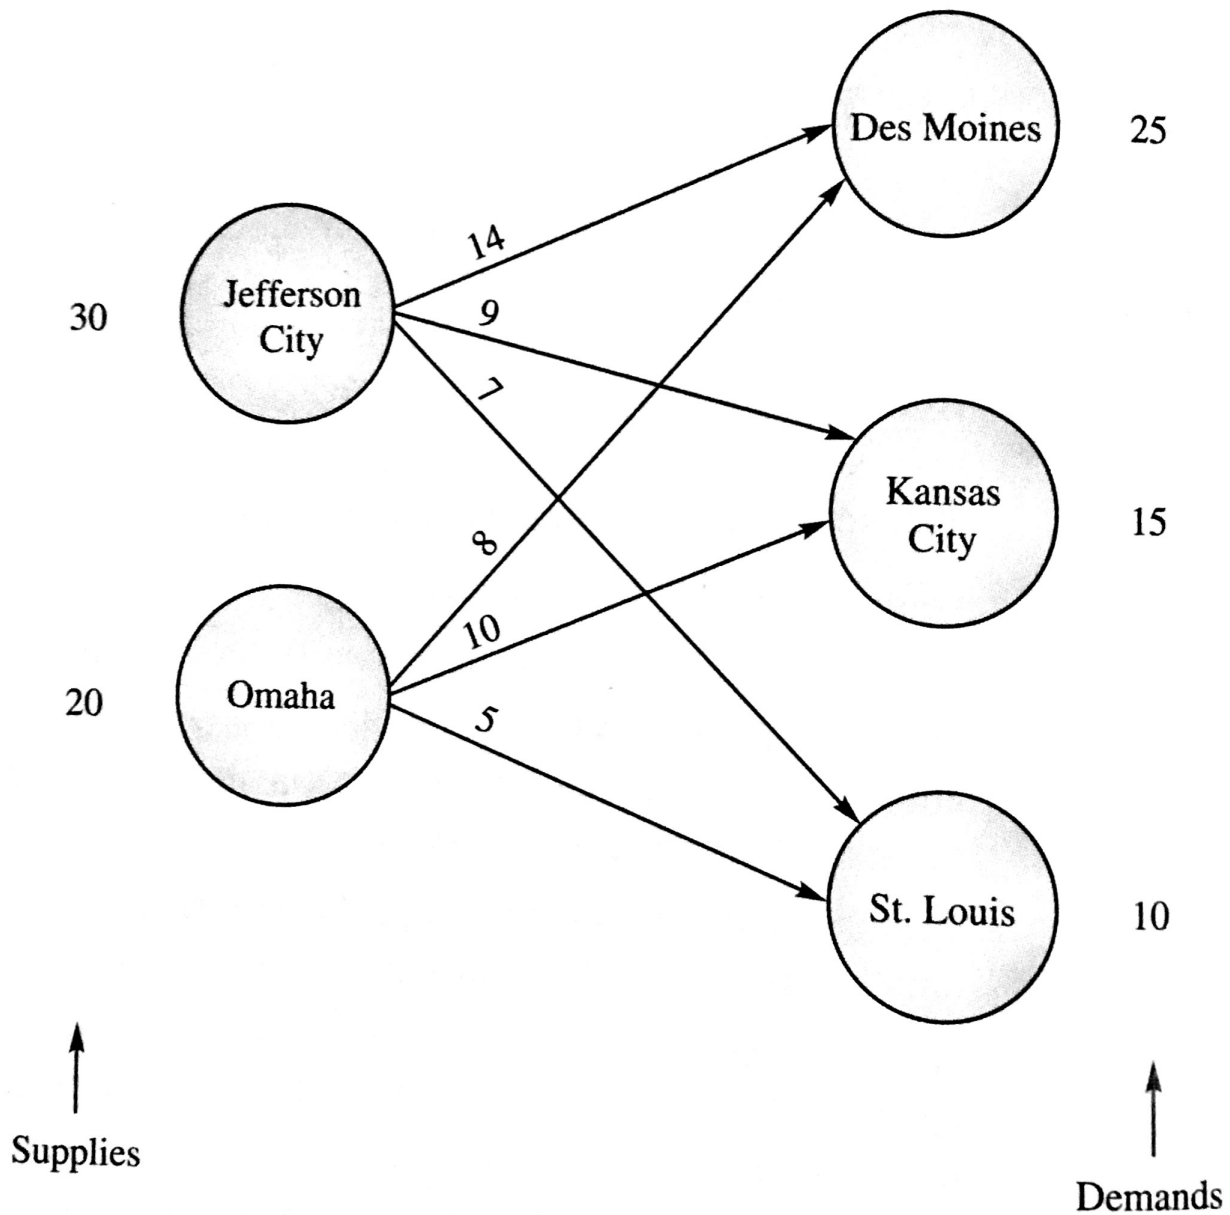 Des Moines
25
14
Jefferson
City
30
9
7
Kansas
City
15
8
10
Omaha
20
5
St. Louis
10
Supplies
Demands